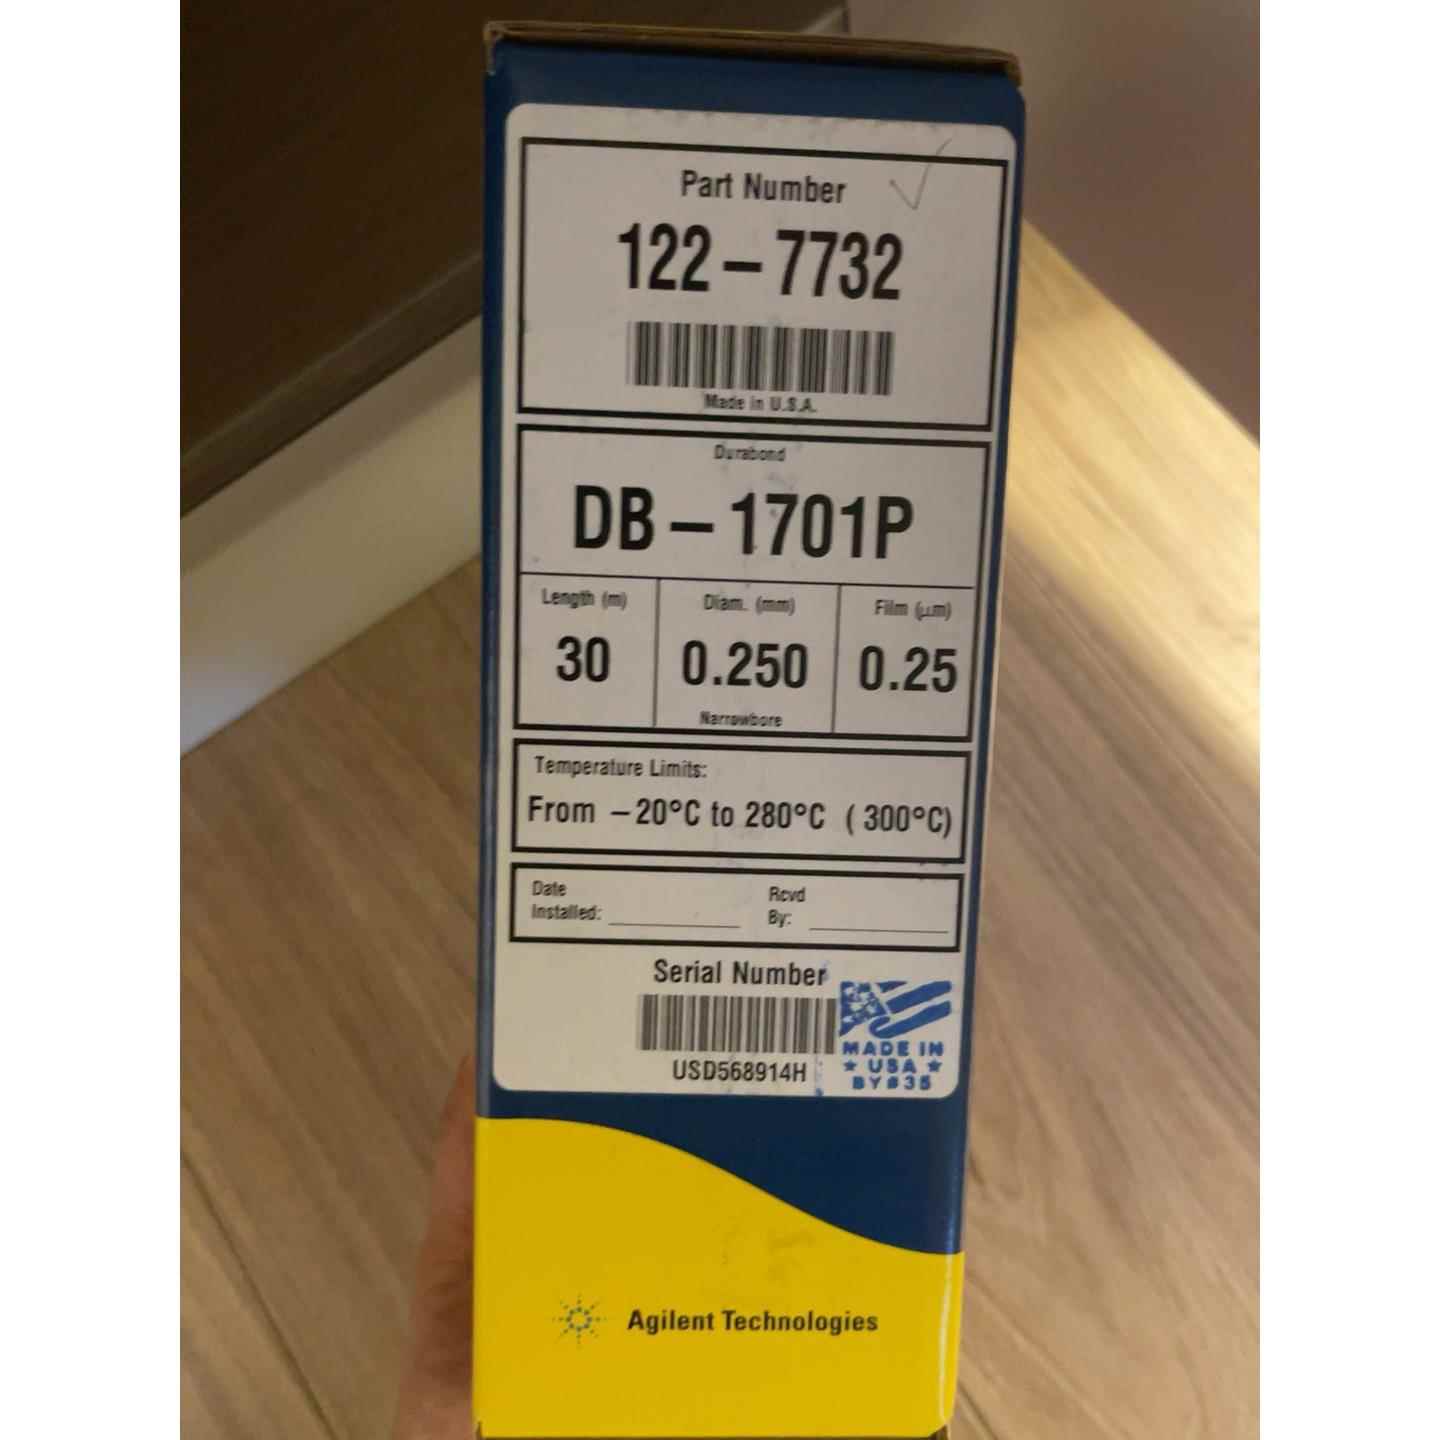 Part Number
122-7732
Made in U.S.A.
Durabond
DB-1701P
Length (m) Diam. (mm) Film (μm)
30 0.250 0.25
Narrowbore
Temperature Limits:
From -20°C to 280°C (300°C)
Date Rcvd
Installed: By:
Serial Number
USD568914H
MADE IN
★ USA ★
BY#35
Agilent Technologies